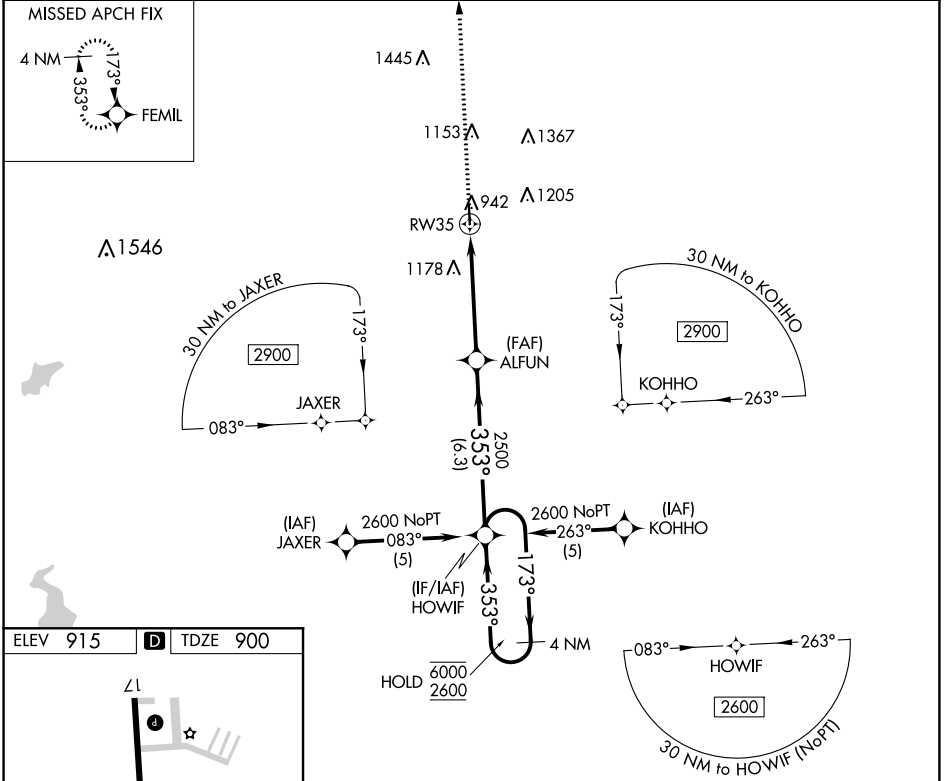 MISSED APCH FIX
4 NM
353°
173°
FEMIL
1445
1153
1367
942
1205
RW35
1546
1178
30 NM to JAXER
173°
2900
JAXER
083°
30 NM to KOHHO
173°
2900
KOHHO
263°
(FAF)
ALFUN
2500
353°
(6.3)
(IAF)
JAXER
2600 NoPT
083°
(5)
2600 NoPT
263°
(5)
(IAF)
KOHHO
(IF/IAF)
HOWIF
353°
173°
4 NM
HOLD 6000
2600
083°
263°
HOWIF
2600
30 NM to HOWIF (NoPT)
ELEV 915 D TDZE 900
17
P